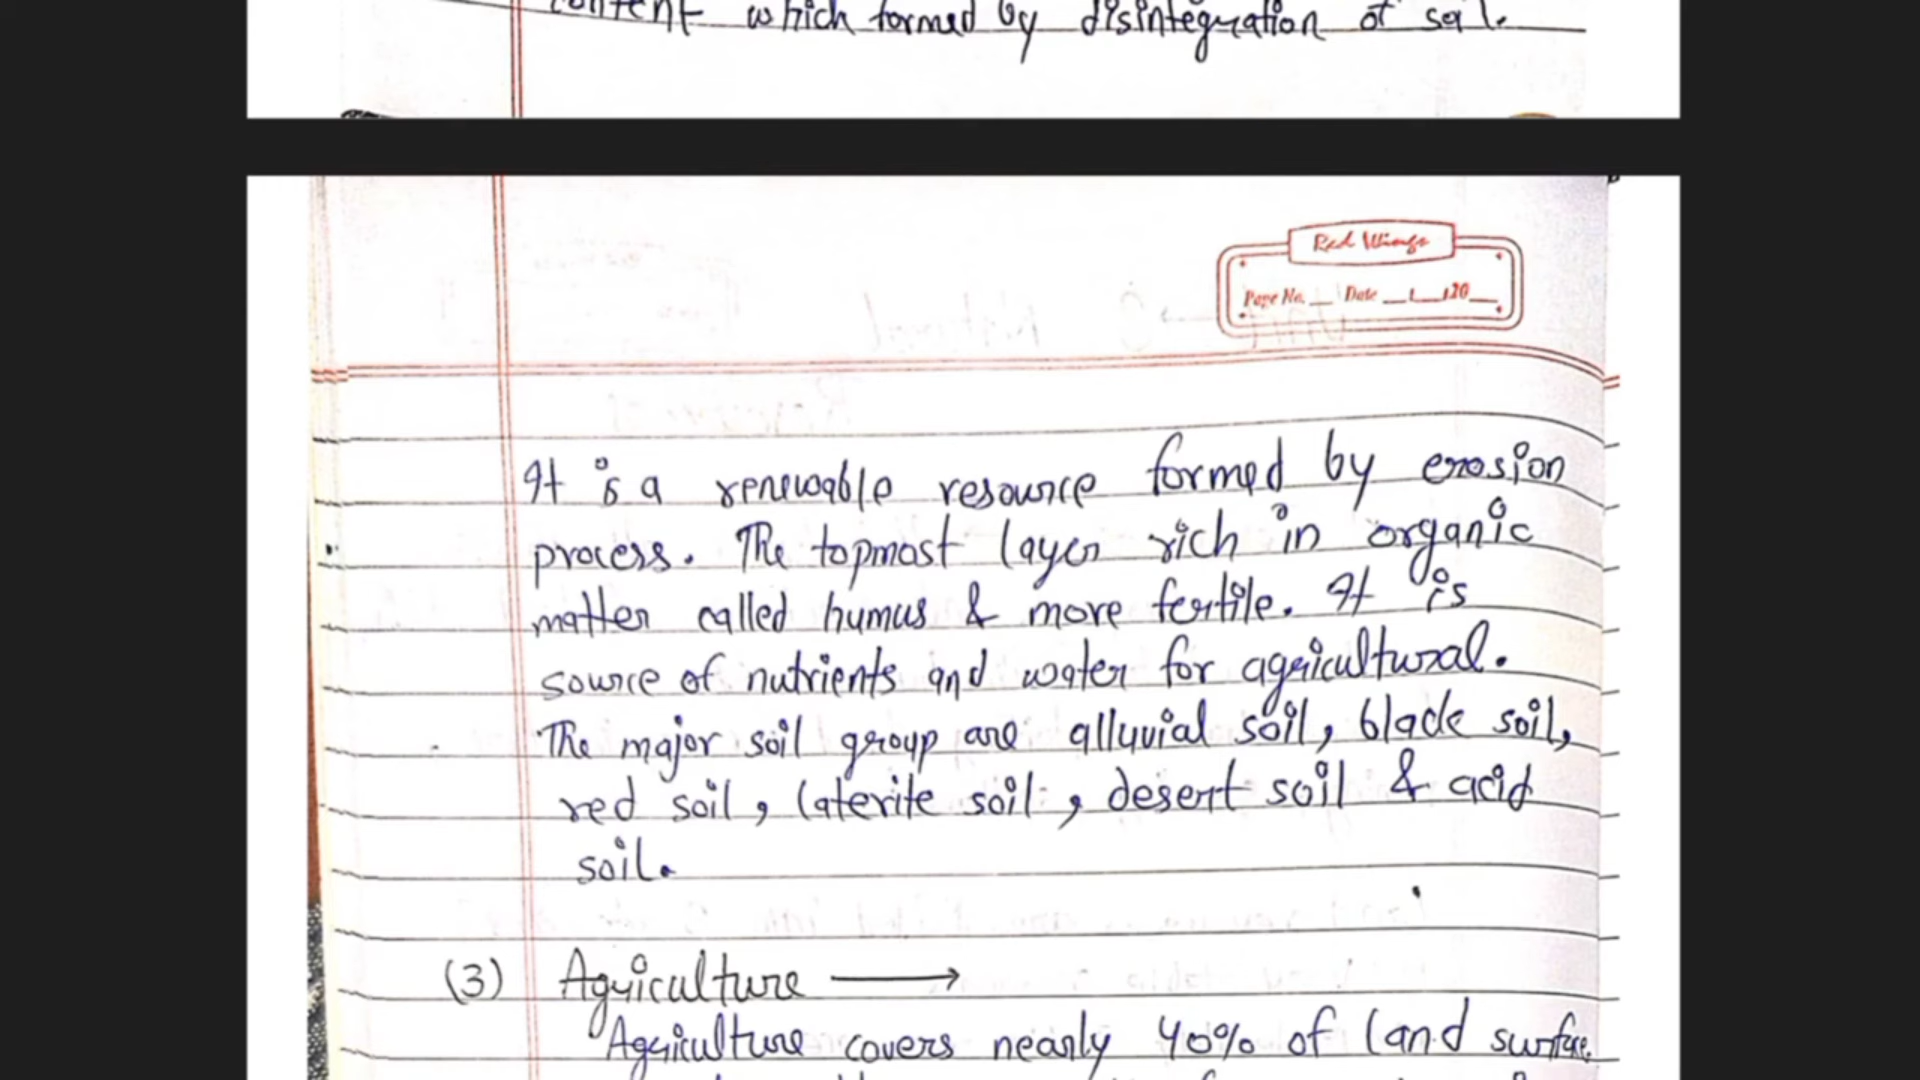 content which formed by disintegration of soil.
Red Wings
Page No. Date 20
It is a renewable resource formed by erosion
process. The topmost layer rich in organic
matter called humus & more fertile. It is
source of nutrients and water for agricultural.
The major soil group are alluvial soil, black soil,
red soil, laterite soil, desert soil & acid
soil.
(3) Agriculture →
Agriculture covers nearly 40% of land surface